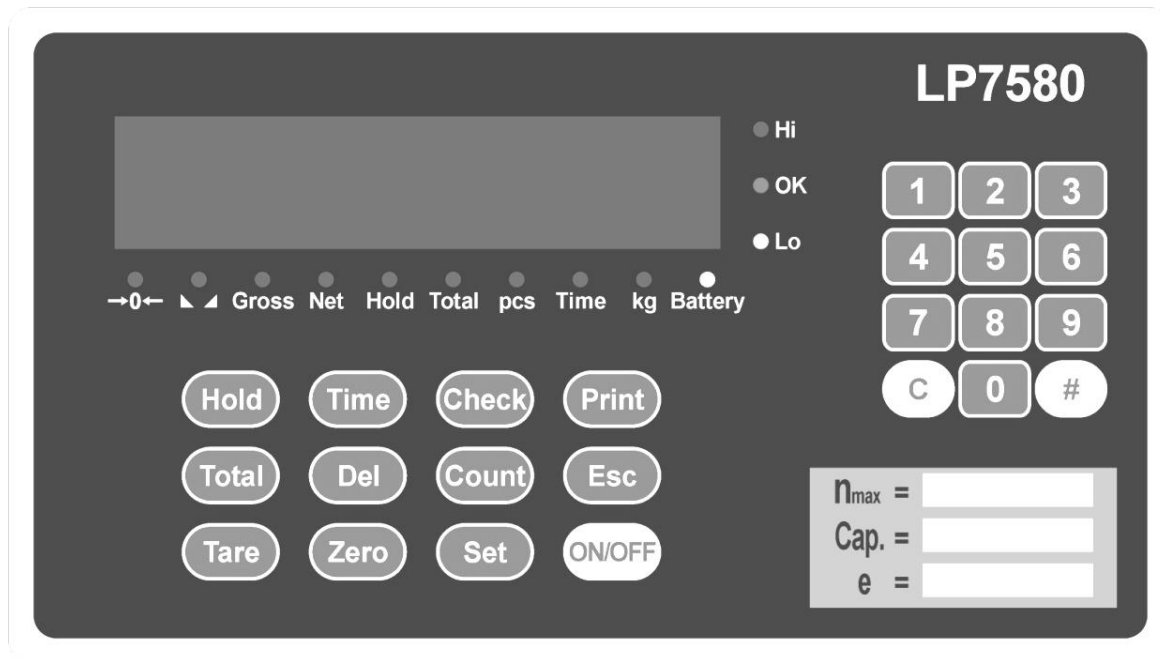 LP7580
Hi
OK
Lo
→0← Gross Net Hold Total pcs Time kg Battery
1 2 3
4 5 6
7 8 9
C 0 #
Hold Time Check Print
Total Del Count Esc
Tare Zero Set ON/OFF
nmax =
Cap. =
e =